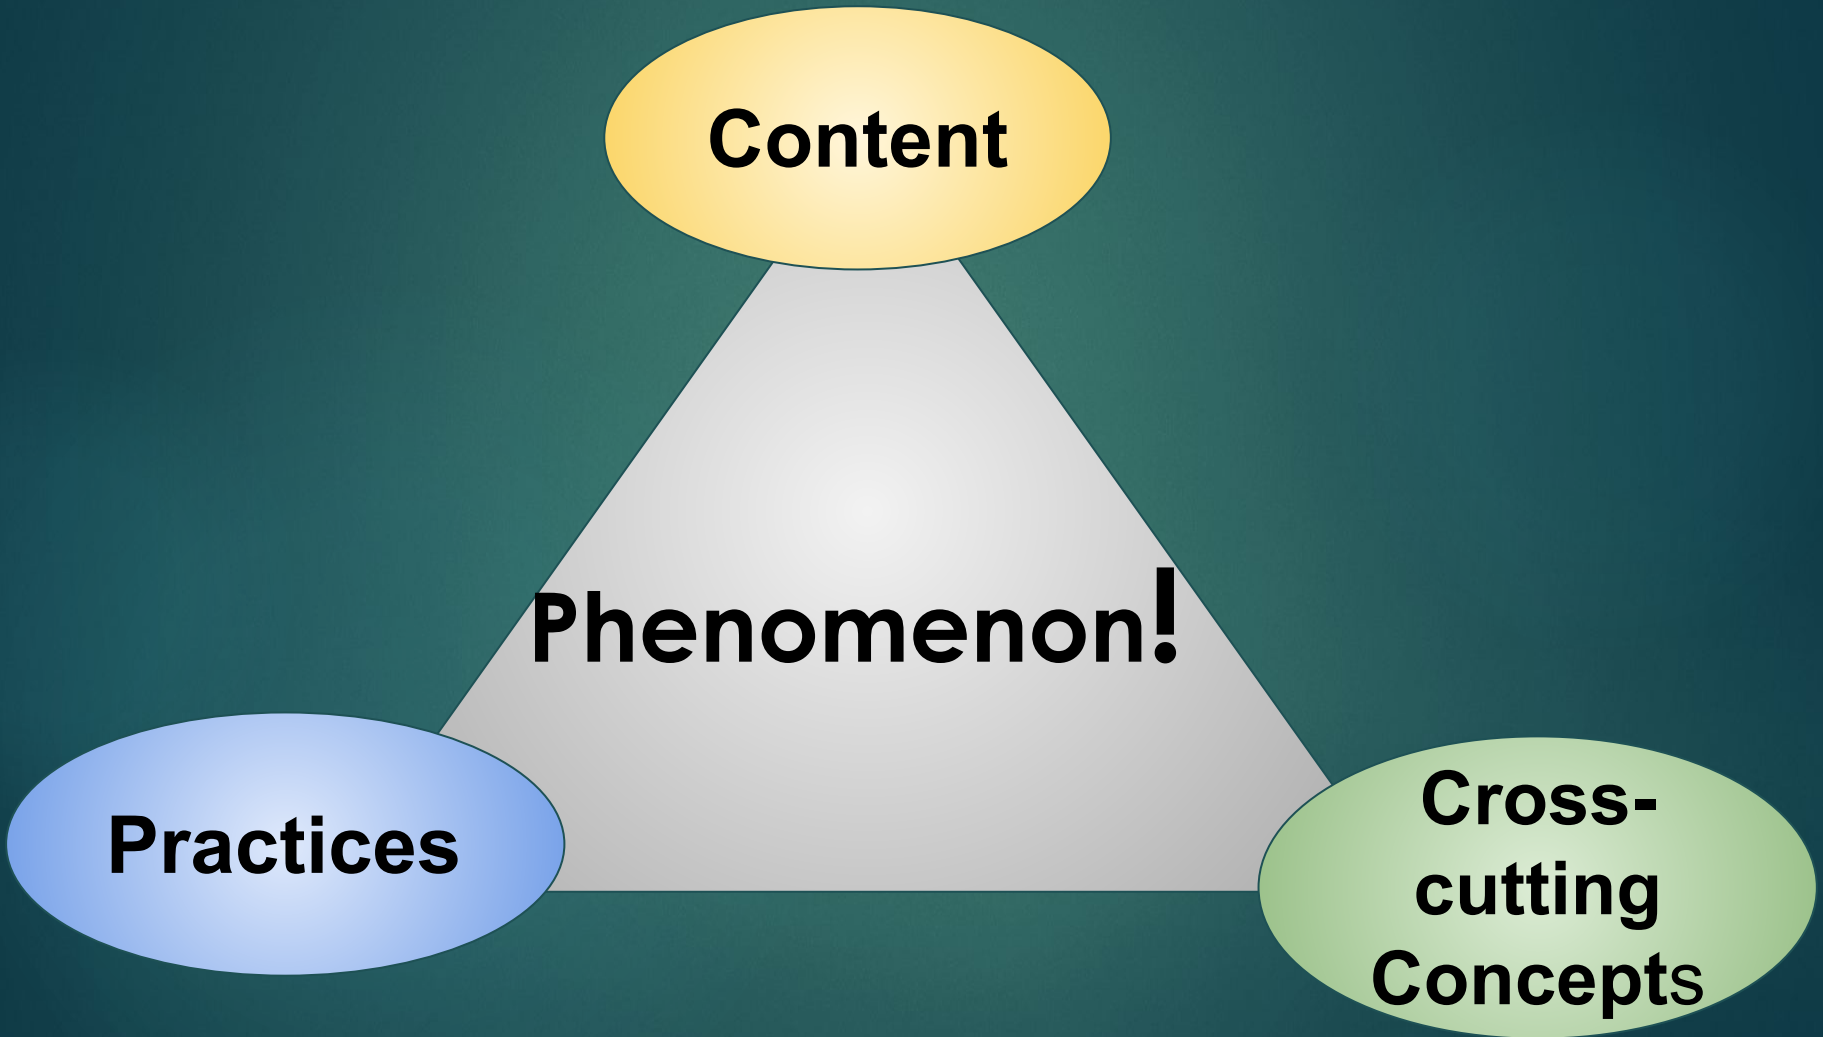 Content
Phenomenon!
Practices
Cross-
cutting
Concepts